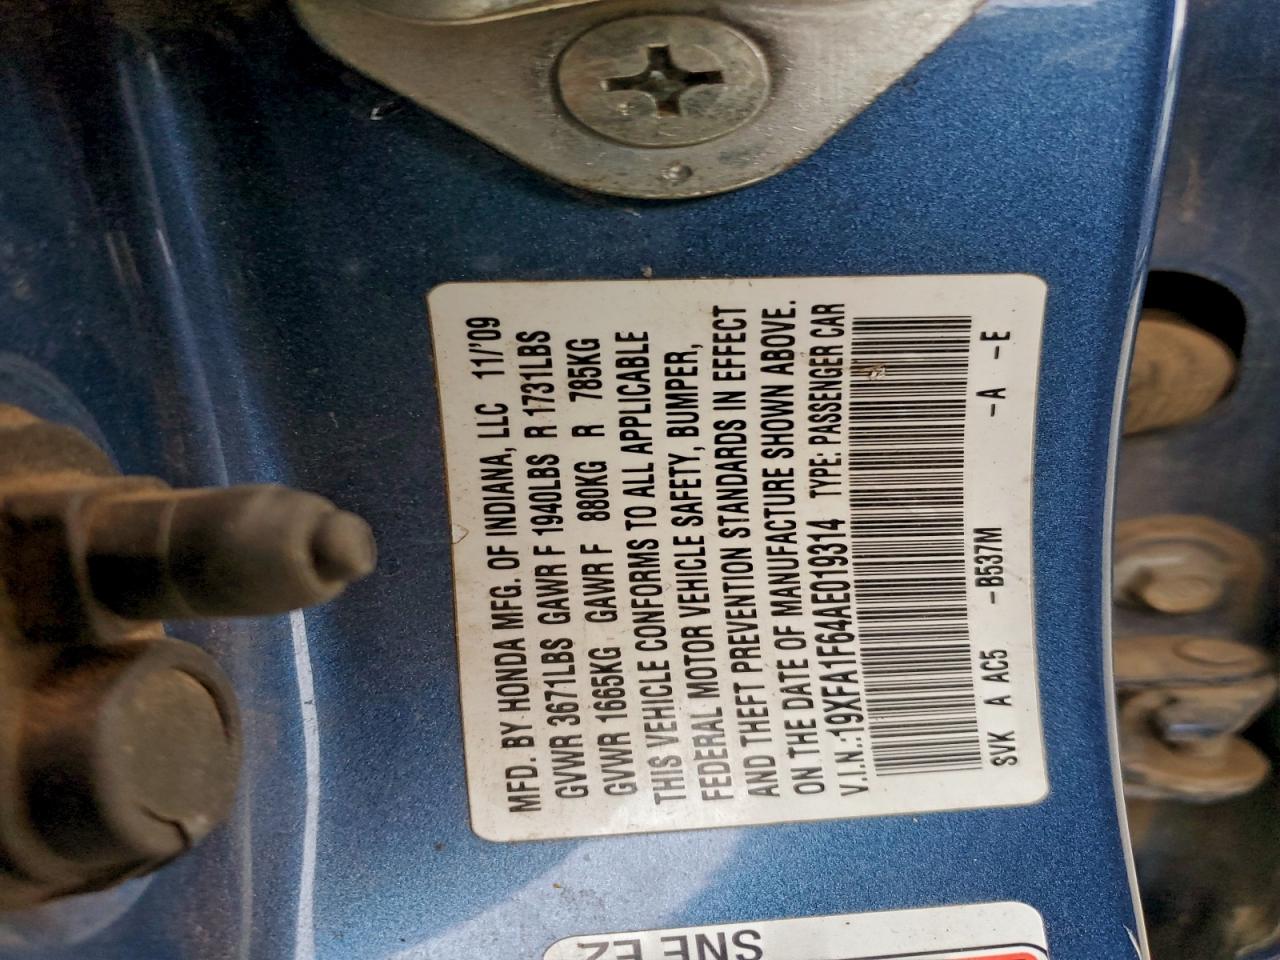 MFD. BY HONDA MFG. OF INDIANA, LLC 11/'09
GVWR 3671LBS GAWR F 1940LBS R 1731LBS
GVWR 1665KG GAWR F 880KG R 785KG
THIS VEHICLE CONFORMS TO ALL APPLICABLE
FEDERAL MOTOR VEHICLE SAFETY, BUMPER,
AND THEFT PREVENTION STANDARDS IN EFFECT
ON THE DATE OF MANUFACTURE SHOWN ABOVE.
V.I.N.:19XFA1F64AE019314 TYPE: PASSENGER CAR
SVK A AC5 -B537M -A -E